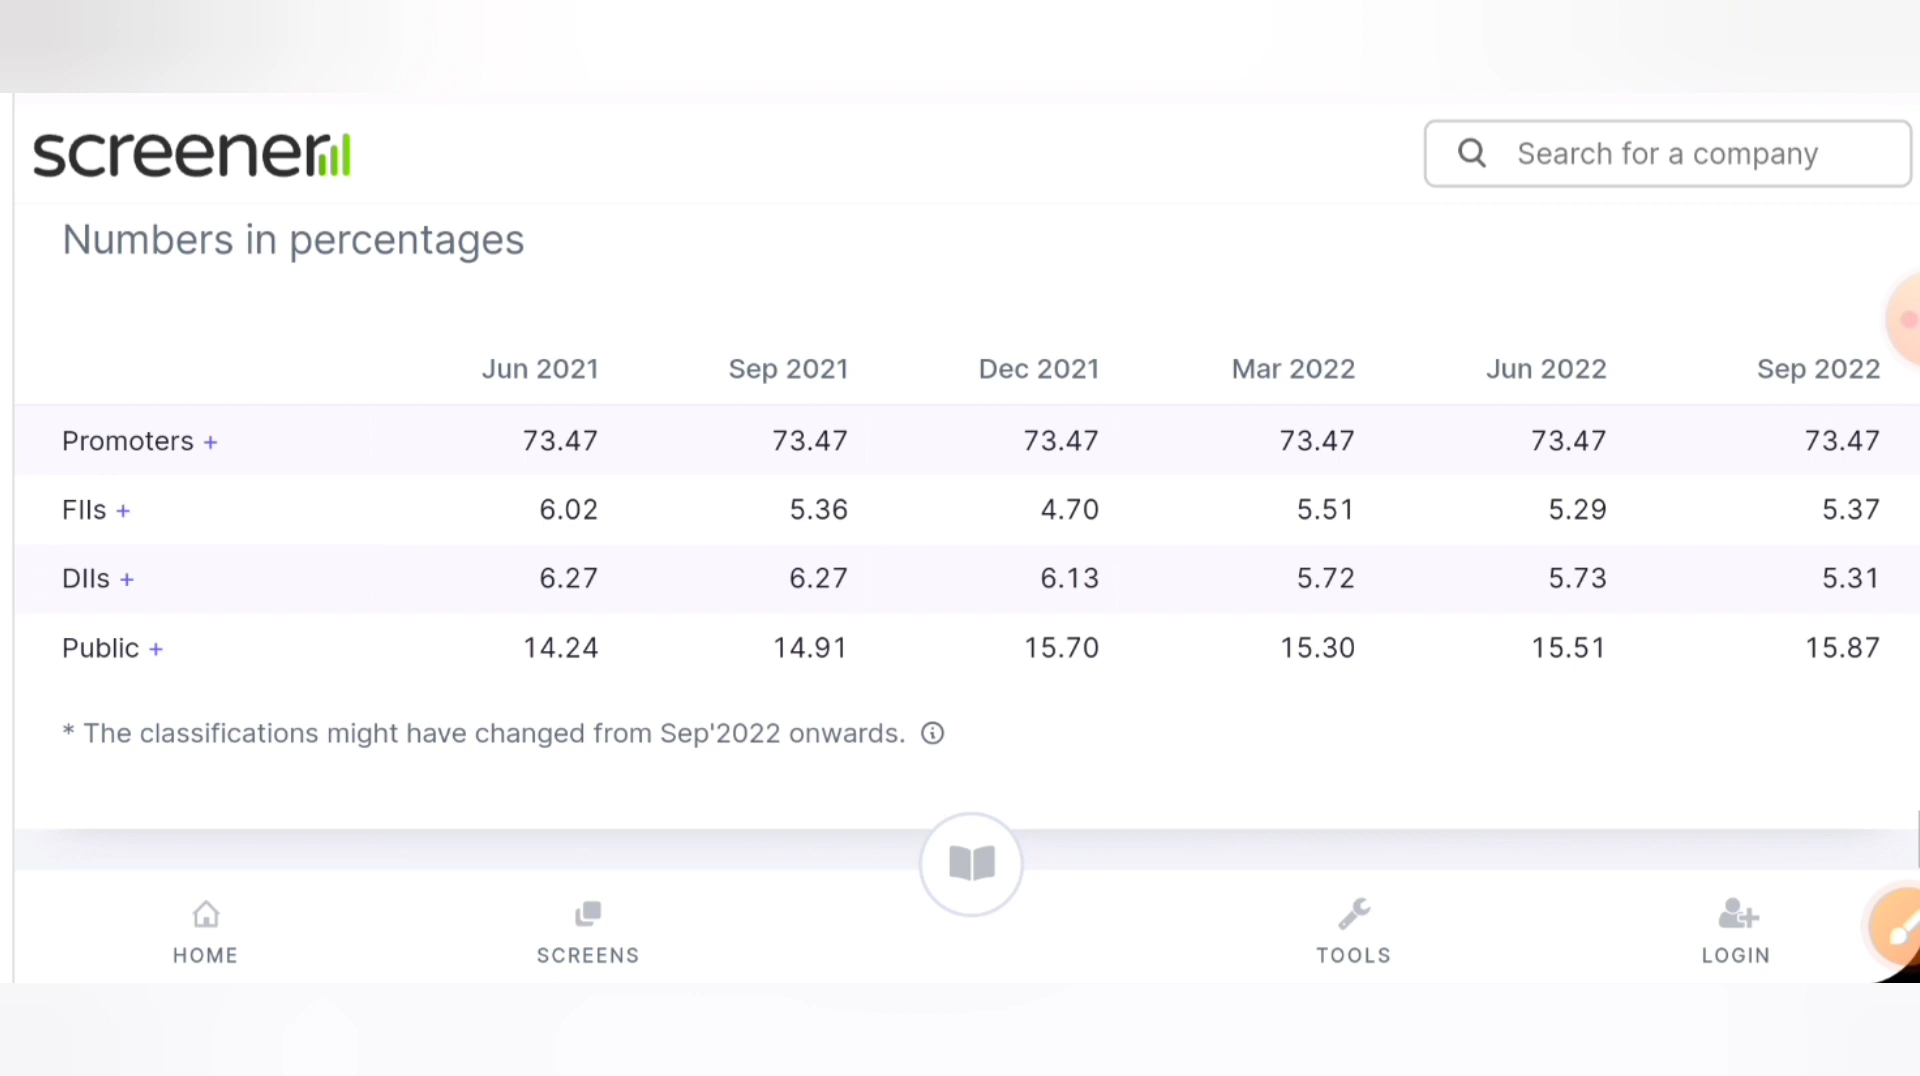 screener
Search for a company
Numbers in percentages
Jun 2021 Sep 2021 Dec 2021 Mar 2022 Jun 2022 Sep 2022
Promoters + 73.47 73.47 73.47 73.47 73.47 73.47
FIIs + 6.02 5.36 4.70 5.51 5.29 5.37
DIIs + 6.27 6.27 6.13 5.72 5.73 5.31
Public + 14.24 14.91 15.70 15.30 15.51 15.87
* The classifications might have changed from Sep'2022 onwards.
HOME SCREENS TOOLS LOGIN